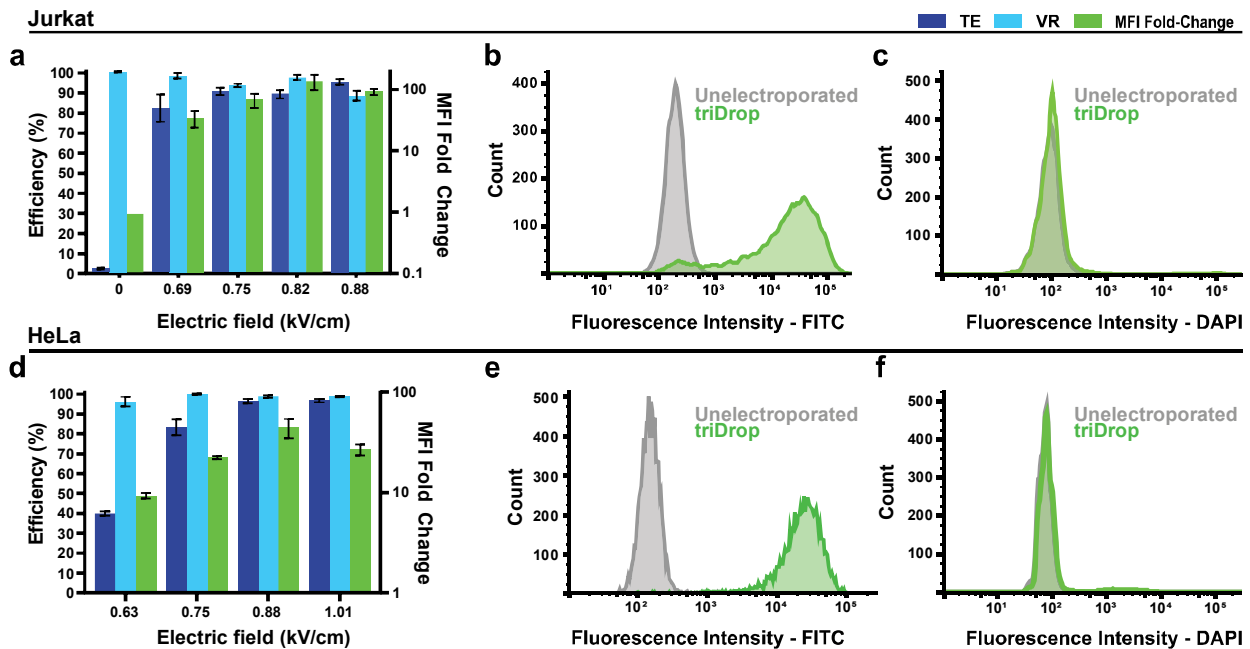 Jurkat
TE VR MFI Fold-Change
a
100
90
80
70
60
50
40
30
20
10
0
Efficiency (%)
100
10
1
0.1
MFI Fold Change
0 0.69 0.75 0.82 0.88
Electric field (kV/cm)
b
400
300
200
100
Count
Unelectroporated
triDrop
10¹ 10² 10³ 10⁴ 10⁵
Fluorescence Intensity - FITC
c
500
400
300
200
100
0
Count
Unelectroporated
triDrop
10¹ 10² 10³ 10⁴ 10⁵
Fluorescence Intensity - DAPI
HeLa
d
100
90
80
70
60
50
40
30
20
10
0
Efficiency (%)
100
10
1
MFI Fold Change
0.63 0.75 0.88 1.01
Electric field (kV/cm)
e
500
400
300
200
100
Count
Unelectroporated
triDrop
10² 10³ 10⁴ 10⁵
Fluorescence Intensity - FITC
f
500
400
300
200
100
0
Count
Unelectroporated
triDrop
10¹ 10² 10³ 10⁴ 10⁵
Fluorescence Intensity - DAPI